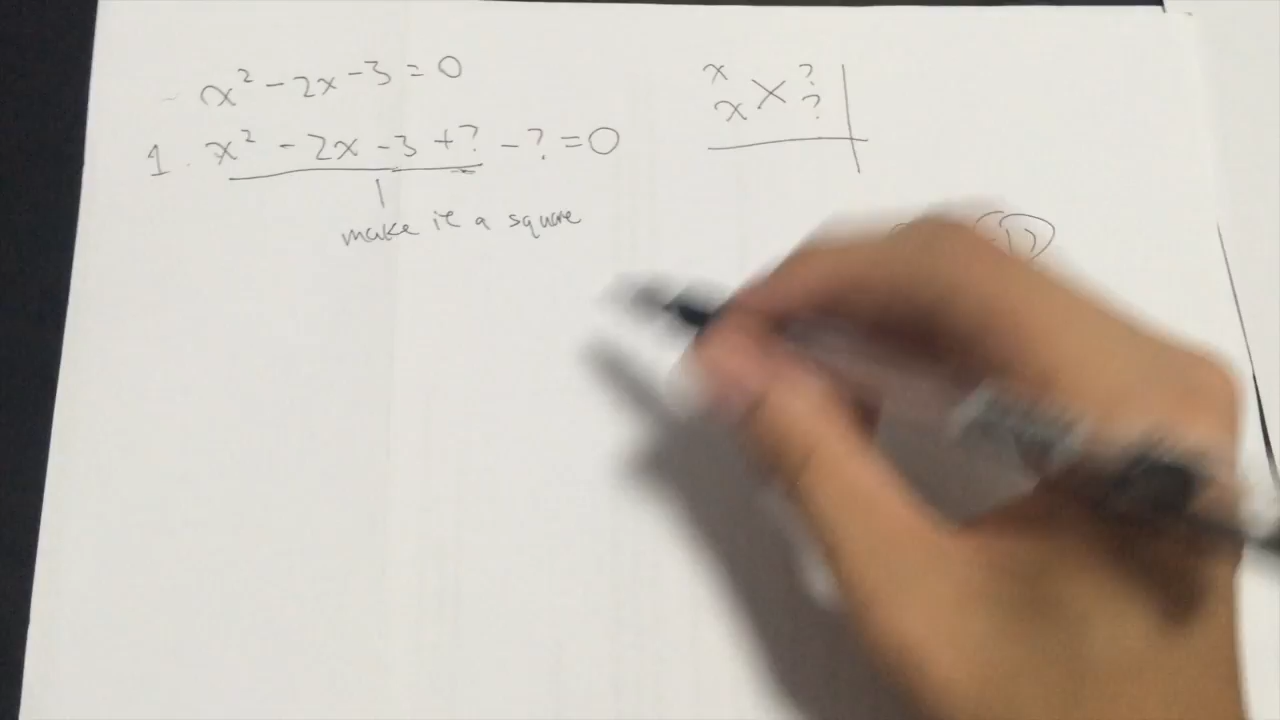 x² - 2x - 3 = 0
1. x² - 2x - 3 + ? - ? = 0
make it a square
x ?
x ?